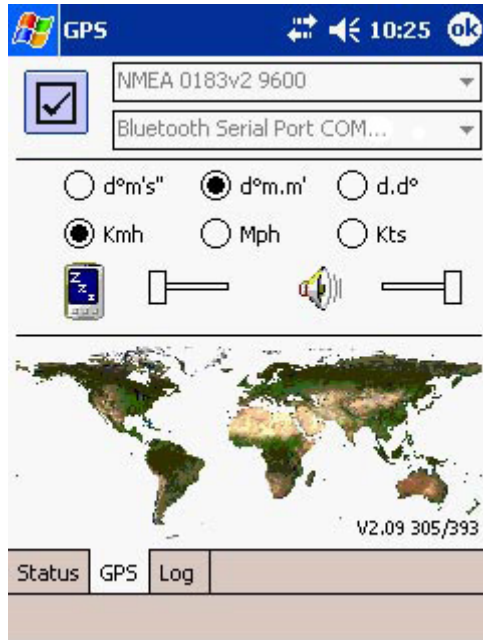 GPS 10:25 ok
NMEA 0183v2 9600
Bluetooth Serial Port COM...
d°m's" d°m.m' d.d°
Kmh Mph Kts
Z z z
V2.09 305/393
Status GPS Log